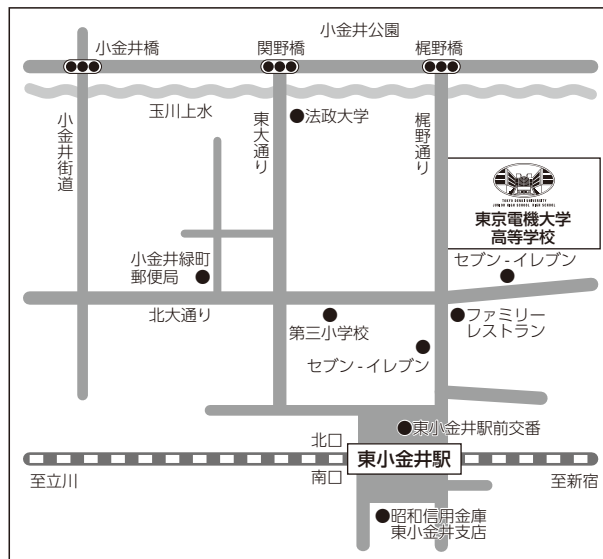 小金井公園
小金井橋
関野橋
梶野橋
玉川上水
小金井街道
東大通り
●法政大学
梶野通り
東京電機大学
高等学校
セブン-イレブン
小金井緑町
郵便局
北大通り
第三小学校
ファミリー
レストラン
セブン-イレブン
東小金井駅前交番
北口
東小金井駅
南口
至立川
至新宿
昭和信用金庫
東小金井支店